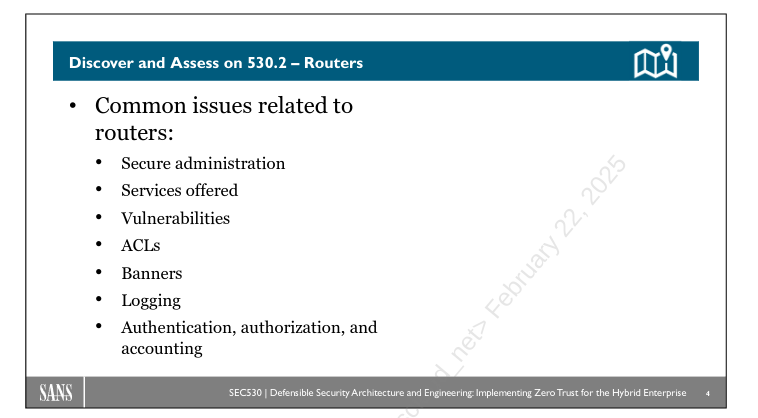 Discover and Assess on 530.2 – Routers
• Common issues related to
routers:
• Secure administration
• Services offered
• Vulnerabilities
• ACLs
• Banners
• Logging
• Authentication, authorization, and
accounting
d_net> February 22, 2025
SANS
SEC530 | Defensible Security Architecture and Engineering: Implementing Zero Trust for the Hybrid Enterprise
4